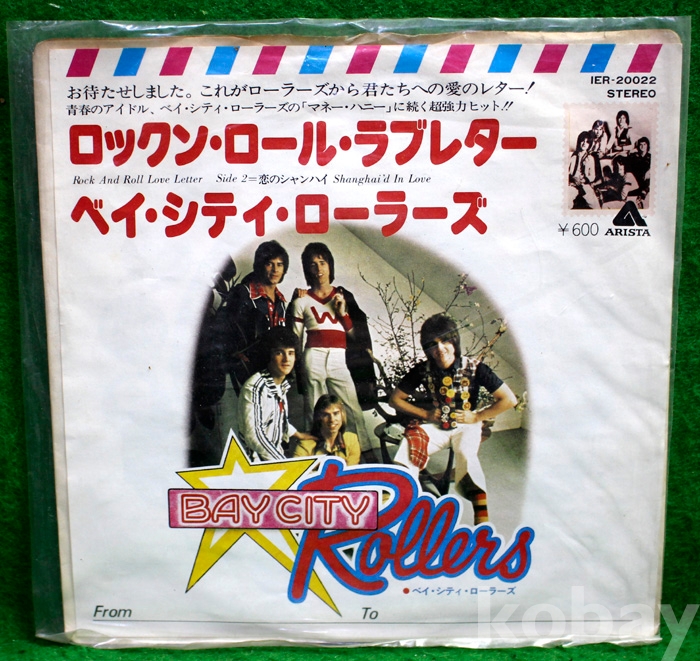 IER-20022
STEREO
お待たせしました。これがローラーズから君たちへの愛のレター!
青春のアイドル、ベイ・シティ・ローラーズの「マネー・ハニー」に続く超強力ヒット!!
ロックン・ロール・ラブレター
Rock And Roll Love Letter Side 2=恋のシャンハイ Shanghai'd In Love
ベイ・シティ・ローラーズ
¥600 ARISTA
W
BAY CITY
Rollers
●ベイ・シティ・ローラーズ
From To
kobay